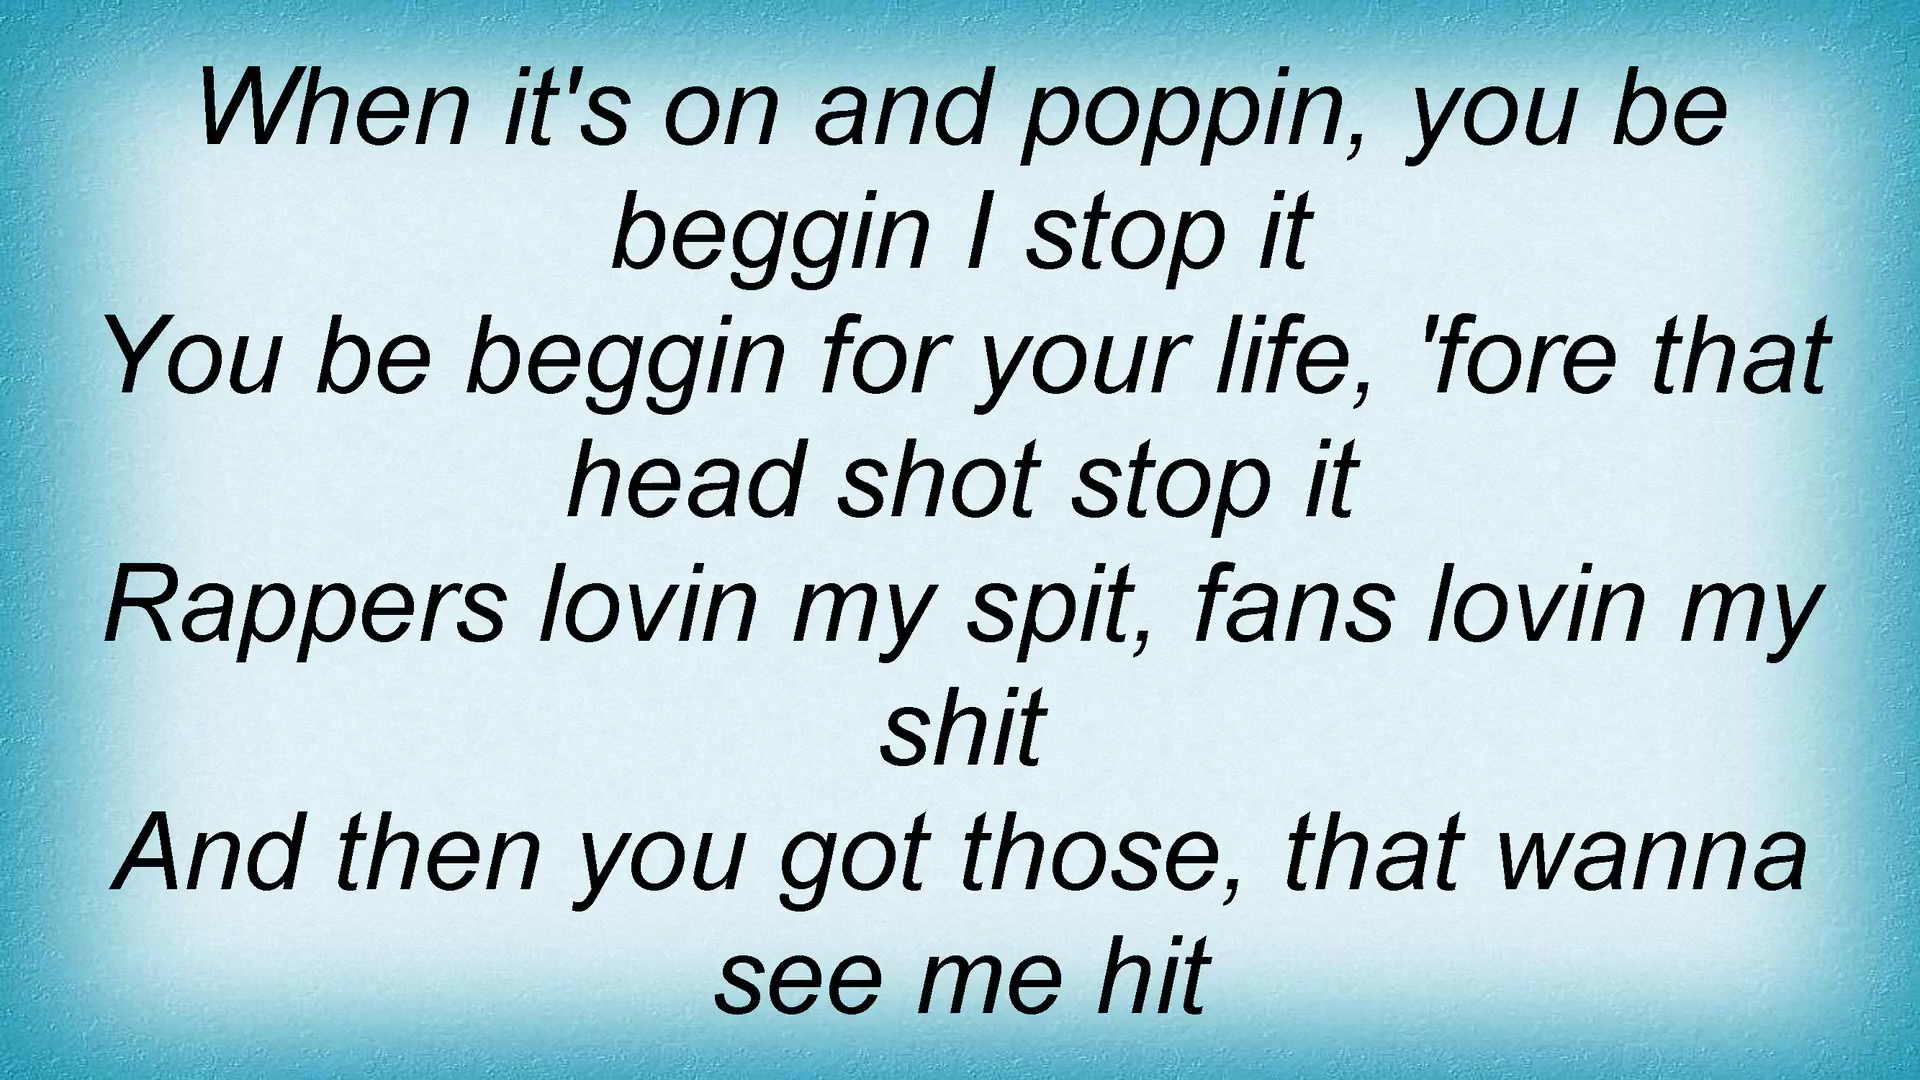 When it's on and poppin, you be
beggin I stop it
You be beggin for your life, 'fore that
head shot stop it
Rappers lovin my spit, fans lovin my
shit
And then you got those, that wanna
see me hit